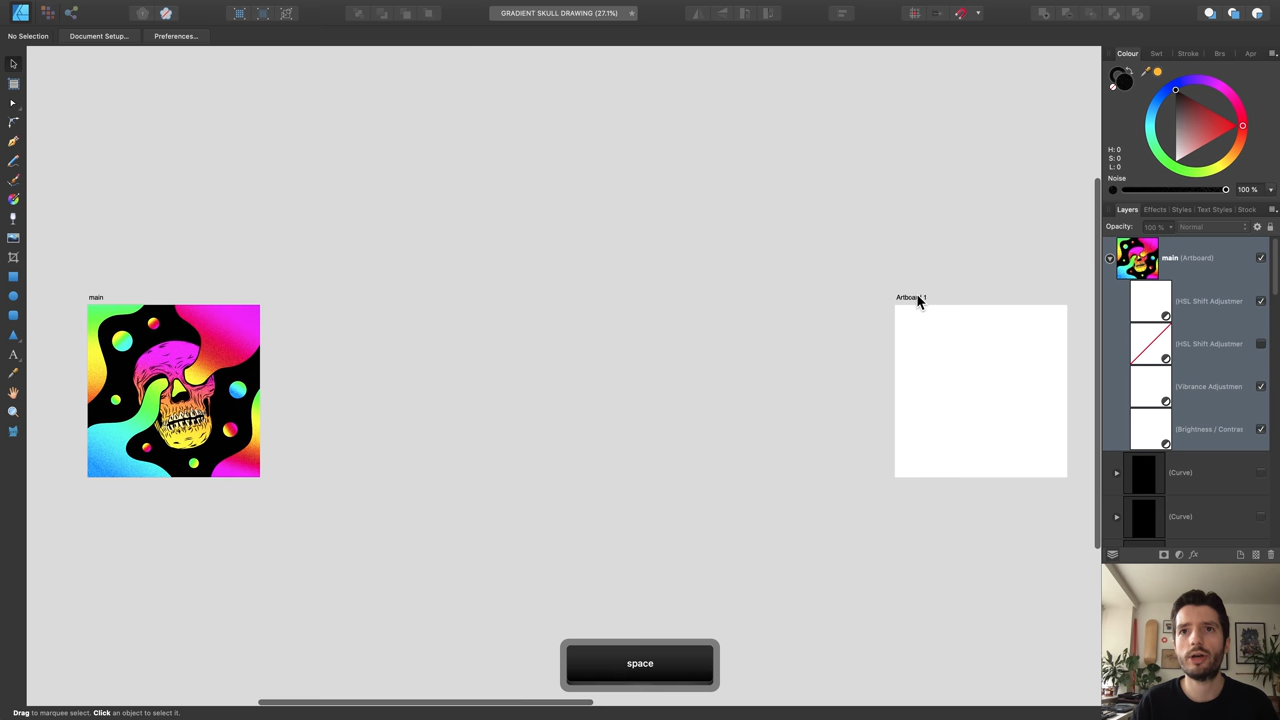 GRADIENT SKULL DRAWING (27.1%)
No Selection
Document Setup...
Preferences...
Colour
Swt
Stroke
Brs
Apr
H: 0
S: 0
L: 0
Noise
100 %
Layers
Effects
Styles
Text Styles
Stock
Opacity:
100 %
Normal
main (Artboard)
(HSL Shift Adjustmer
(HSL Shift Adjustmer
(Vibrance Adjustmen
(Brightness / Contras
(Curve)
(Curve)
main
Artboard 1
space
Drag to marquee select. Click an object to select it.